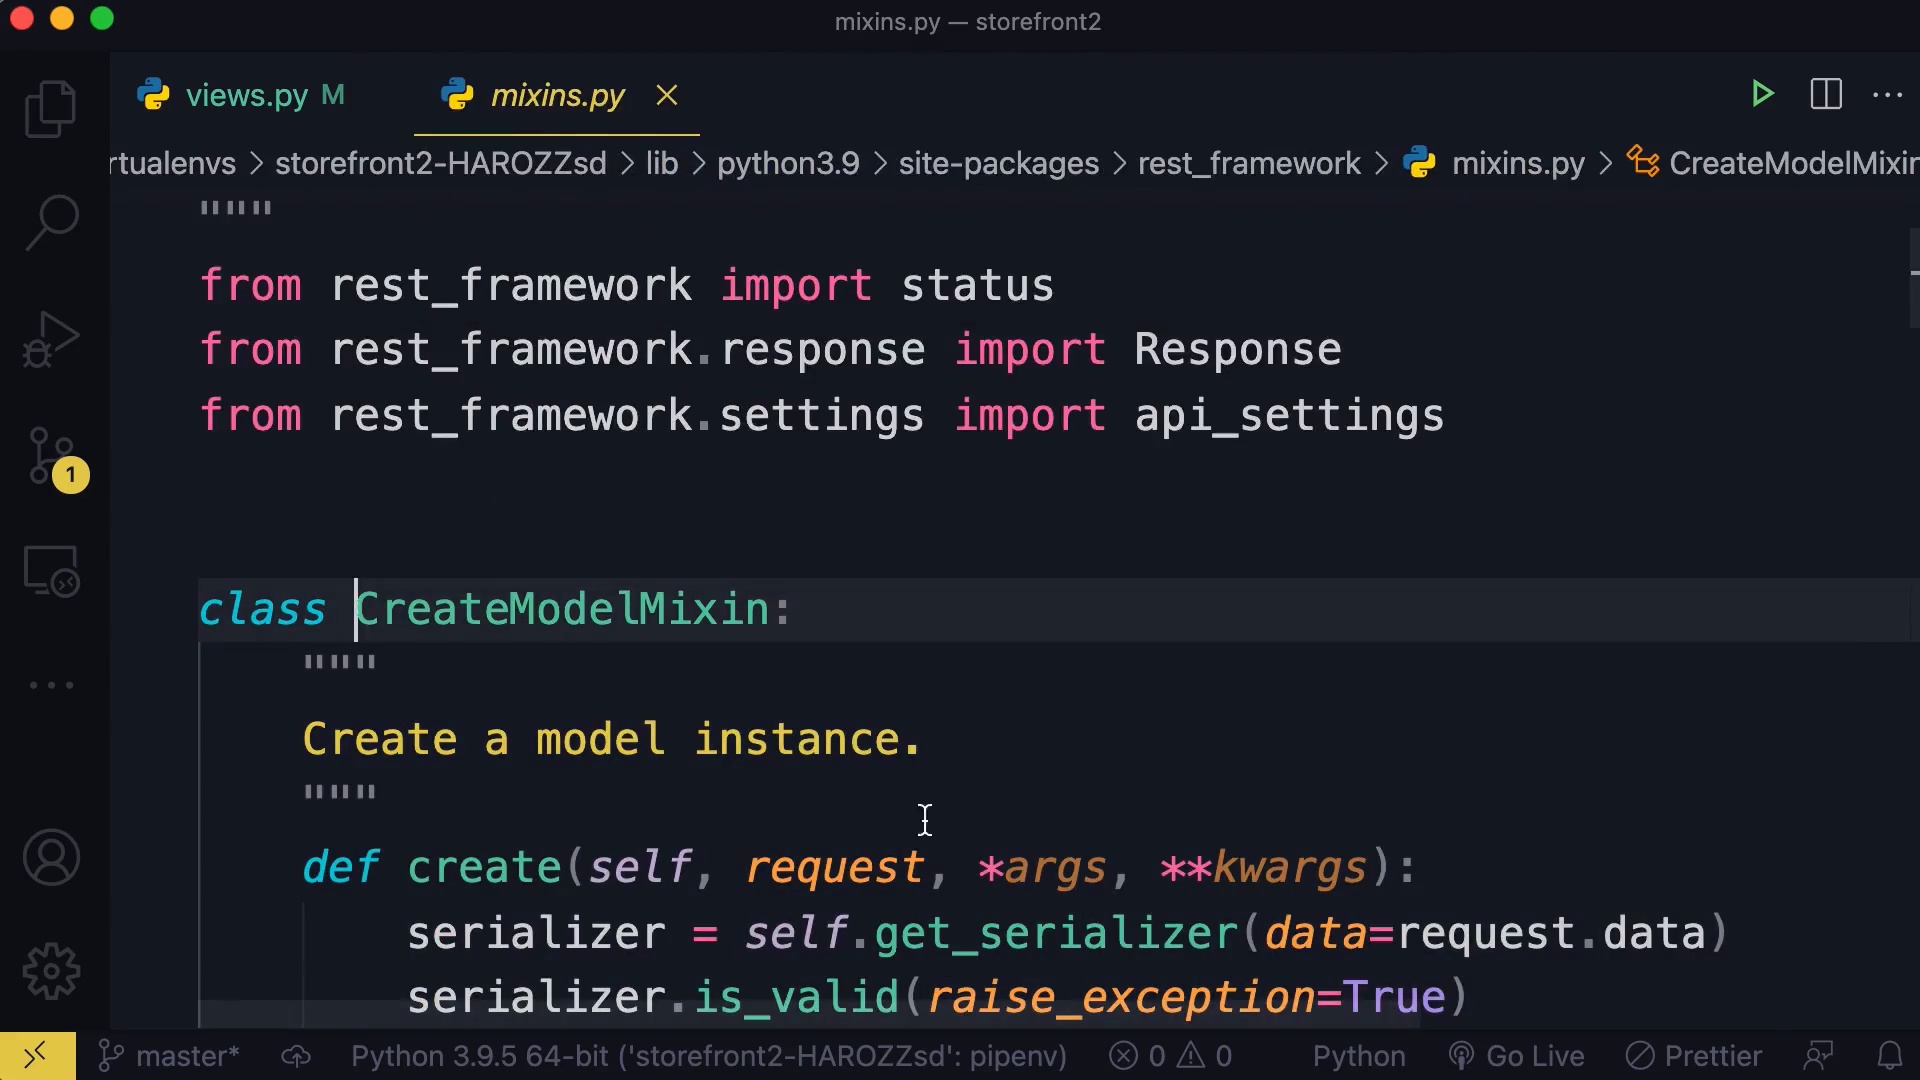 mixins.py — storefront2
views.py M mixins.py
rtualenvs > storefront2-HAROZZsd > lib > python3.9 > site-packages > rest_framework > mixins.py > CreateModelMixin
"""
from rest_framework import status
from rest_framework.response import Response
from rest_framework.settings import api_settings
class CreateModelMixin:
"""
Create a model instance.
"""
def create(self, request, *args, **kwargs):
serializer = self.get_serializer(data=request.data)
serializer.is_valid(raise_exception=True)
1
master* Python 3.9.5 64-bit ('storefront2-HAROZZsd': pipenv) 0 0 Python Go Live Prettier